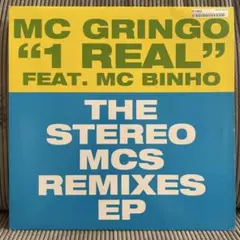 MC GRINGO
“1 REAL”
FEAT. MC BINHO
THE
STEREO
MCS
REMIXES
EP